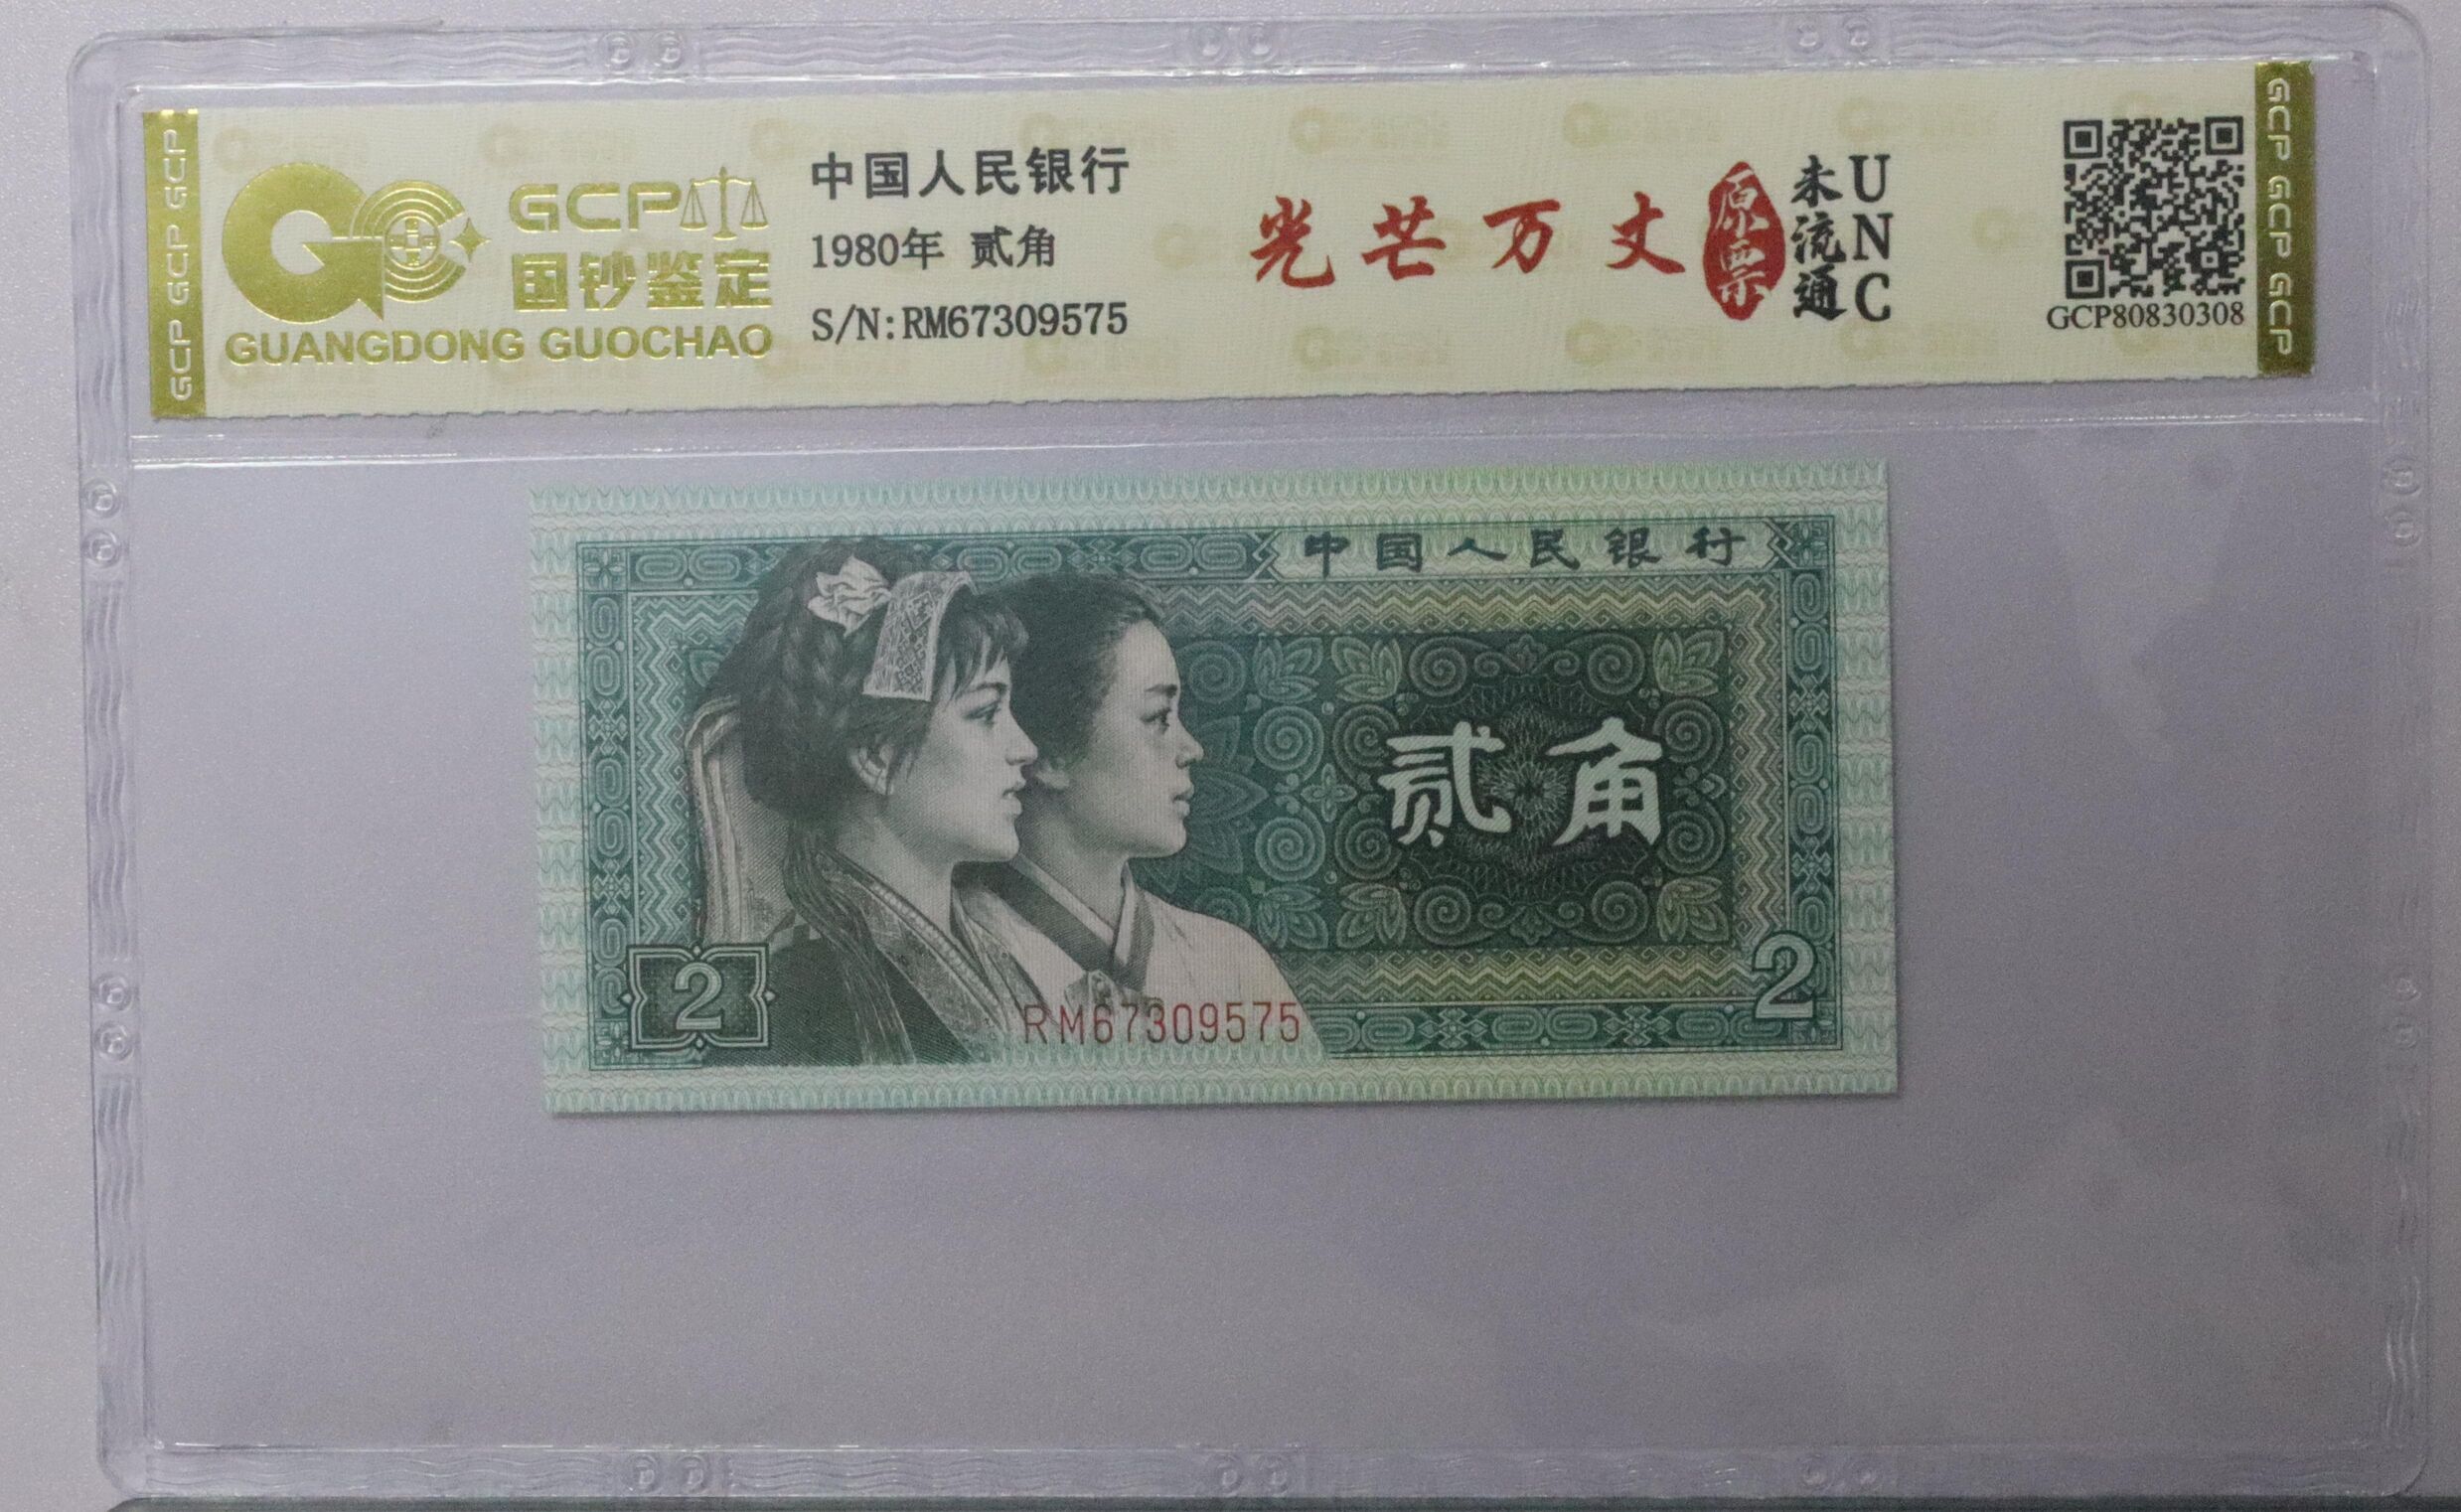 GCP GCP GCP
GCP
国钞鉴定
GUANGDONG GUOCHAO
中国人民银行
1980年 贰角
S/N:RM67309575
光芒万丈
原票
未流通
UNC
GCP80830308
GCP GCP GCP
中国人民银行
贰角
2
2
RM67309575